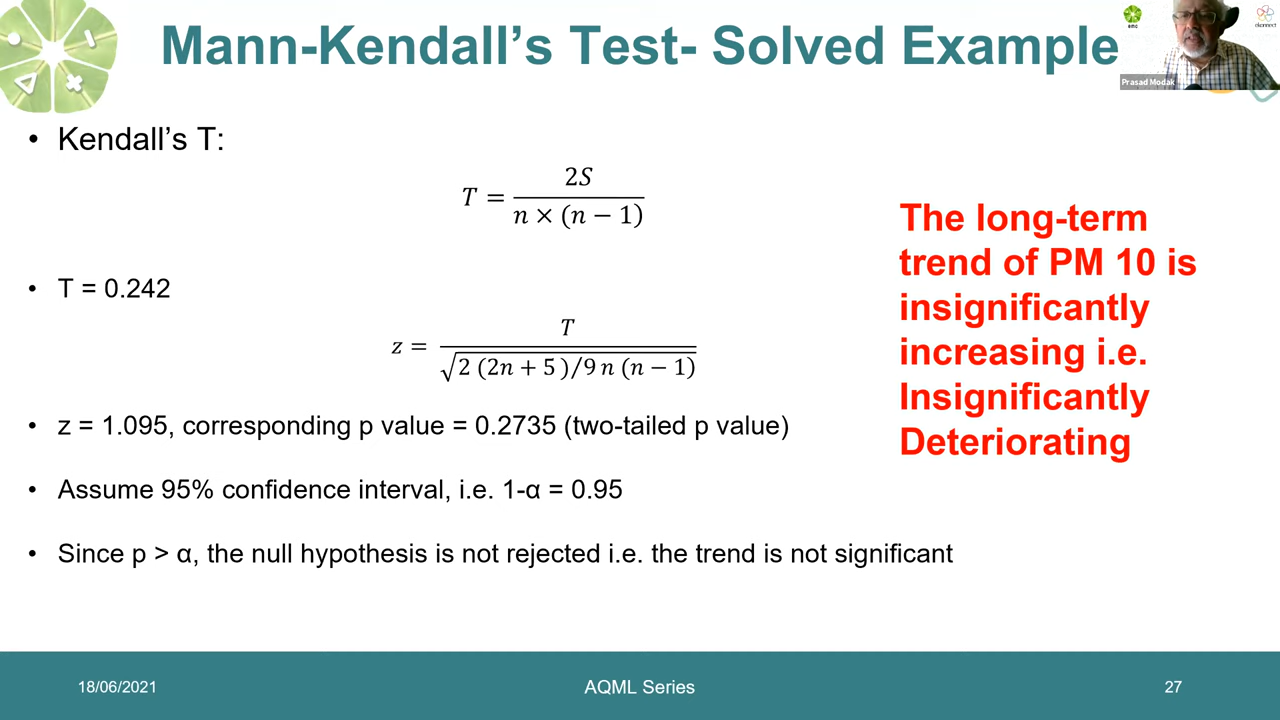 Mann-Kendall’s Test- Solved Example
emc
ekonnect
Prasad Modak
• Kendall’s T:
T = 2S / n × (n − 1)
• T = 0.242
z = T / √2 (2n + 5 )/9 n (n − 1)
• z = 1.095, corresponding p value = 0.2735 (two-tailed p value)
• Assume 95% confidence interval, i.e. 1-α = 0.95
• Since p > α, the null hypothesis is not rejected i.e. the trend is not significant
The long-term
trend of PM 10 is
insignificantly
increasing i.e.
Insignificantly
Deteriorating
18/06/2021
AQML Series
27